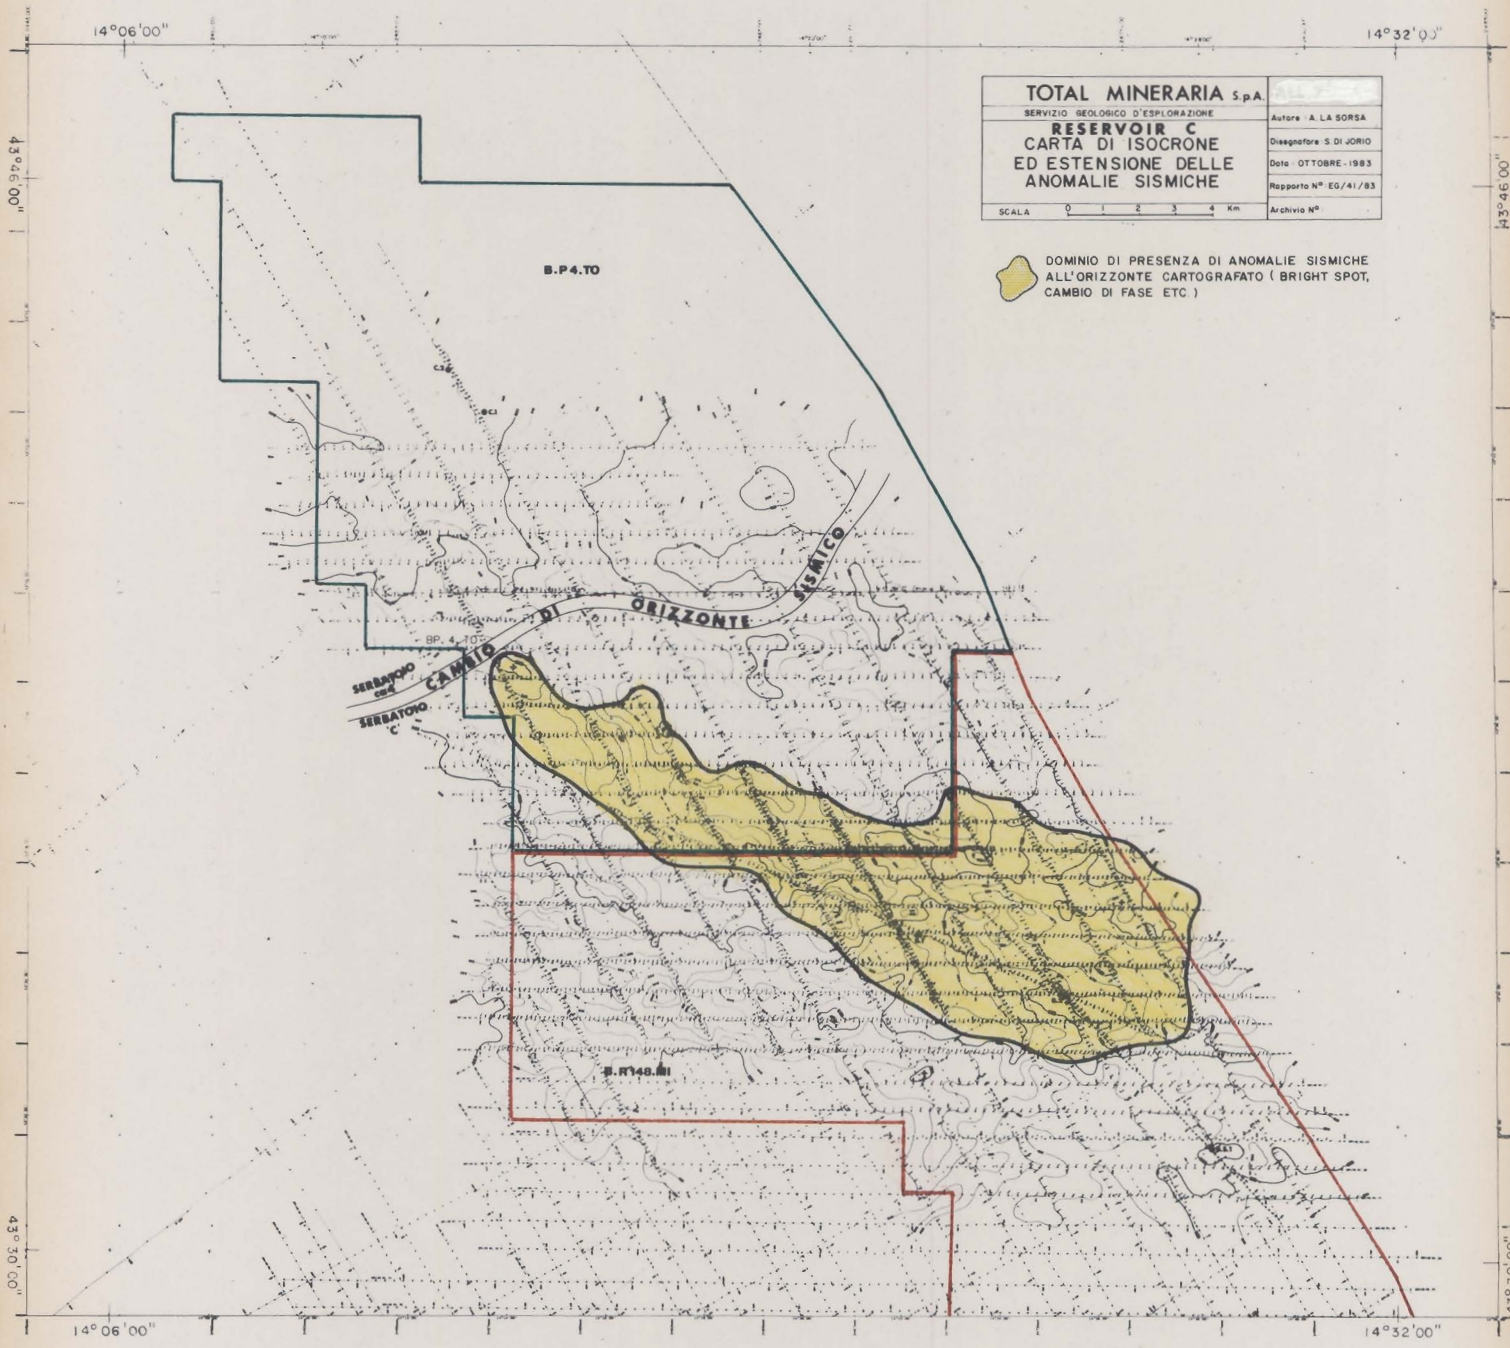 14°06'00"
14°32'00"
43°46'00"
43°46'00"
TOTAL MINERARIA S.p.A.
SERVIZIO GEOLOGICO D'ESPLORAZIONE
RESERVOIR C
CARTA DI ISOCRONE
ED ESTENSIONE DELLE
ANOMALIE SISMICHE
SCALA 0 1 2 3 4 Km
Autore : A. LA SORSA
Disegnatore S. DI JORIO
Data : OTTOBRE-1983
Rapporto N° EG/41/83
Archivio N°
DOMINIO DI PRESENZA DI ANOMALIE SISMICHE
ALL'ORIZZONTE CARTOGRAFATO ( BRIGHT SPOT,
CAMBIO DI FASE ETC. )
B.P4.TO
CAMBIO DI ORIZZONTE SISMICO
BP. 4. TO
SERBATOIO
SERBATOIO
C
B.R148.MI
43°30'00"
14°06'00"
14°32'00"